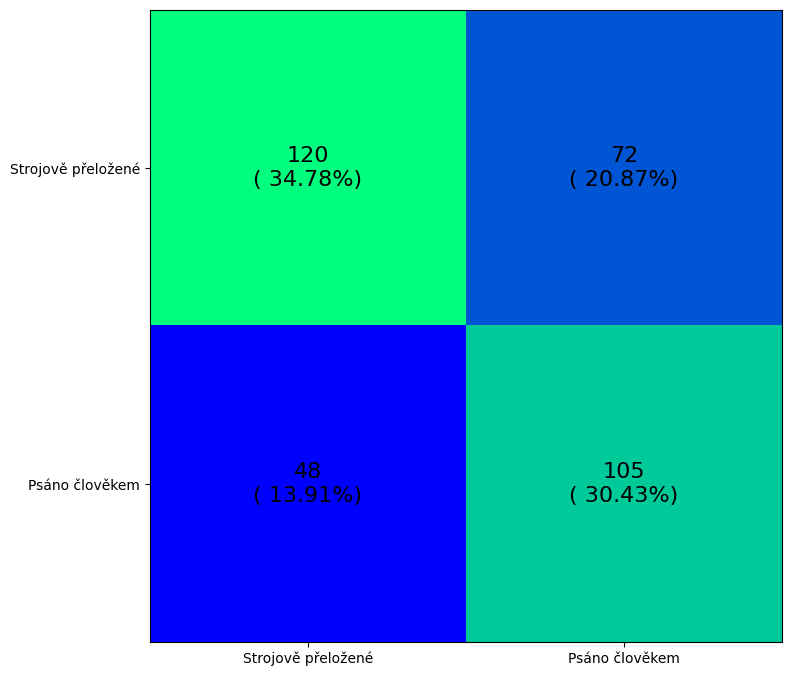 120
72
( 34.78%)
( 20.87%)
Strojově přeložené
48
105
( 13.91%)
( 30.43%)
Psáno člověkem
Strojově přeložené
Psáno člověkem